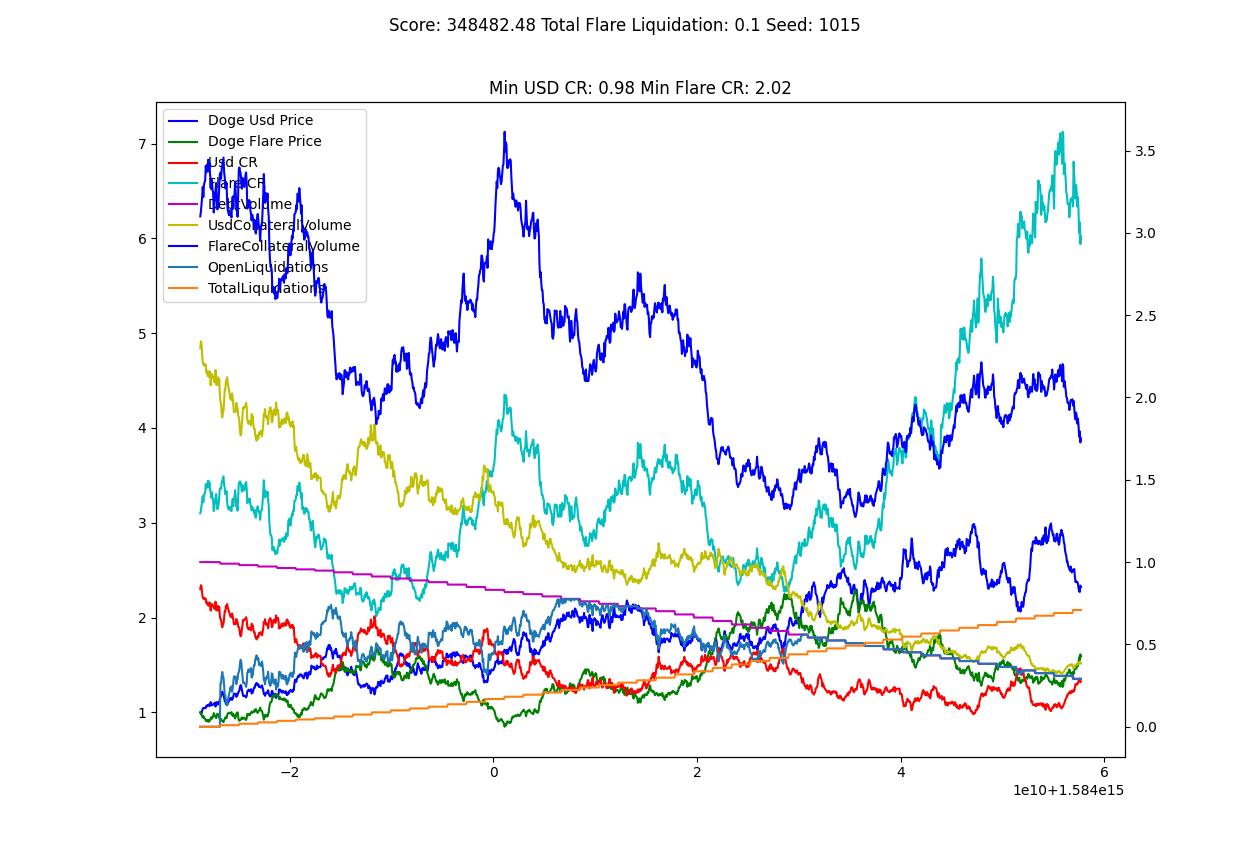 Score: 348482.48 Total Flare Liquidation: 0.1 Seed: 1015
Min USD CR: 0.98 Min Flare CR: 2.02
Doge Usd Price
Doge Flare Price
Usd CR
Flare CR
DebtVolume
UsdCollateralVolume
FlareCollateralVolume
OpenLiquidations
TotalLiquidations
7
6
5
4
3
2
1
3.5
3.0
2.5
2.0
1.5
1.0
0.5
0.0
−2
0
2
4
6
1e10+1.584e15